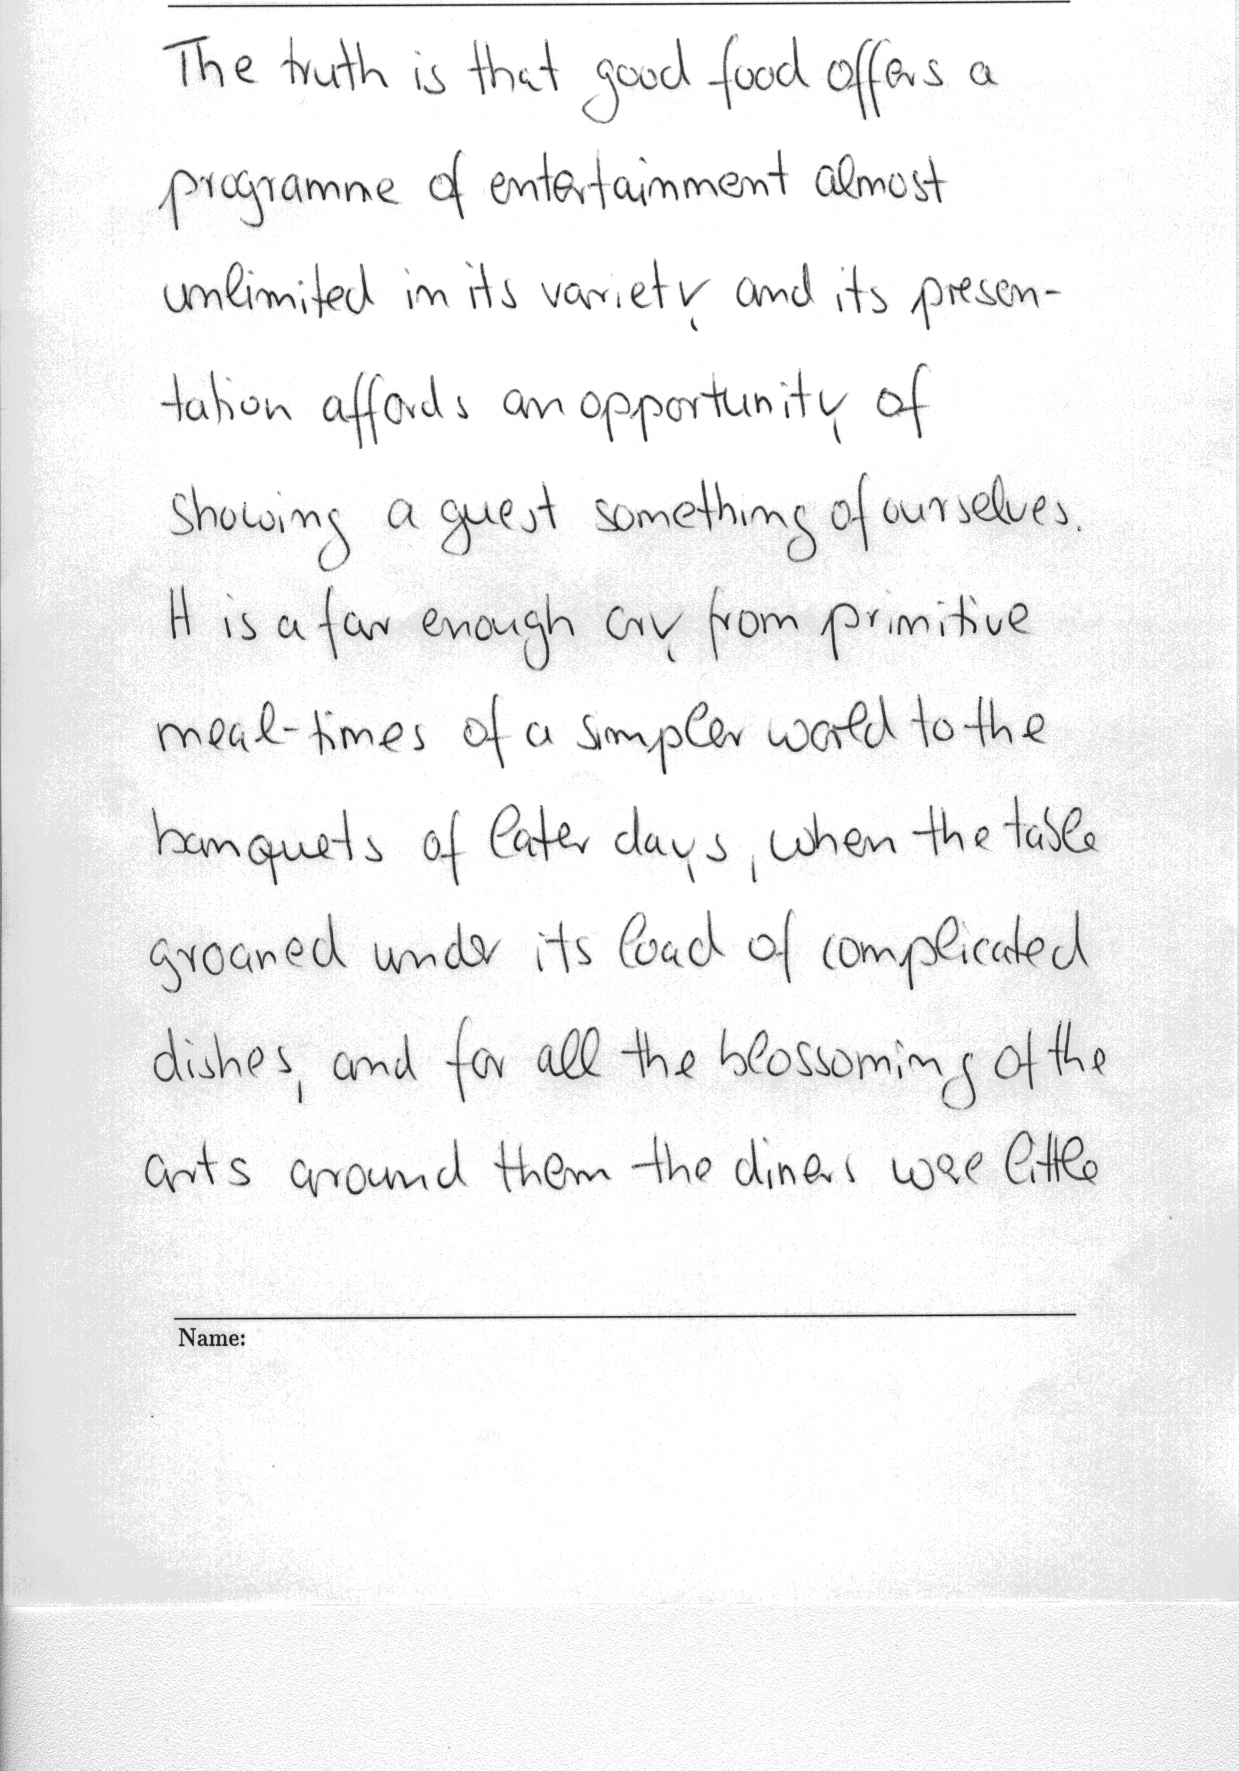 The truth is that good food offers a
programme of entertainment almost
unlimited in its variety and its presen-
tation affords an opportunity of
showing a guest something of ourselves.
It is a far enough cry from primitive
meal-times of a simpler world to the
banquets of later days, when the table
groaned under its load of complicated
dishes, and for all the blossoming of the
arts around them the diners were little
Name: